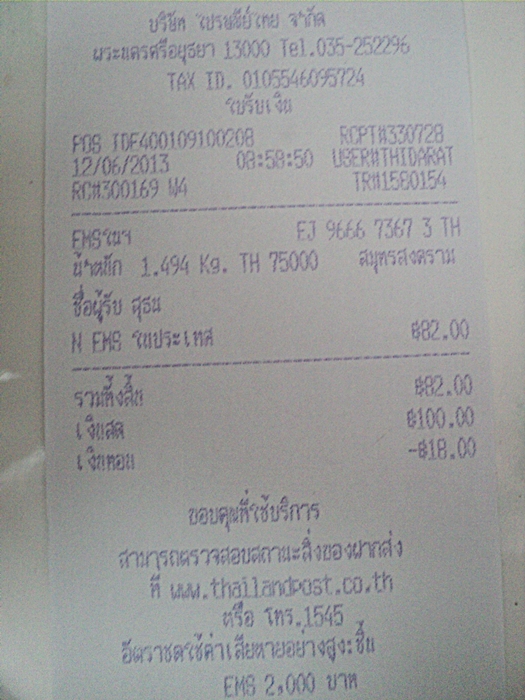 บริษัท ไปรษณีย์ไทย จำกัด
พระนครศรีอยุธยา 13000 Tel.035-252296
TAX ID. 0105546095724
ใบรับเงิน
POS IDE400109100208 RCPT#330728
12/06/2013 08:58:50 USER#THIDARAT
RC#300169 W4 TR#1580154
EMSในฯ EJ 9666 7367 3 TH
น้ำหนัก 1.494 Kg. TH 75000 สมุทรสงคราม
ชื่อผู้รับ สุธน
N EMS ในประเทศ ฿82.00
รวมทั้งสิ้น ฿82.00
เงินสด ฿100.00
เงินทอน -฿18.00
ขอบคุณที่ใช้บริการ
สามารถตรวจสอบสถานะสิ่งของฝากส่ง
ที่ www.thailandpost.co.th
หรือ โทร.1545
อัตราชดใช้ค่าเสียหายอย่างสูง:ชิ้น
EMS 2,000 บาท